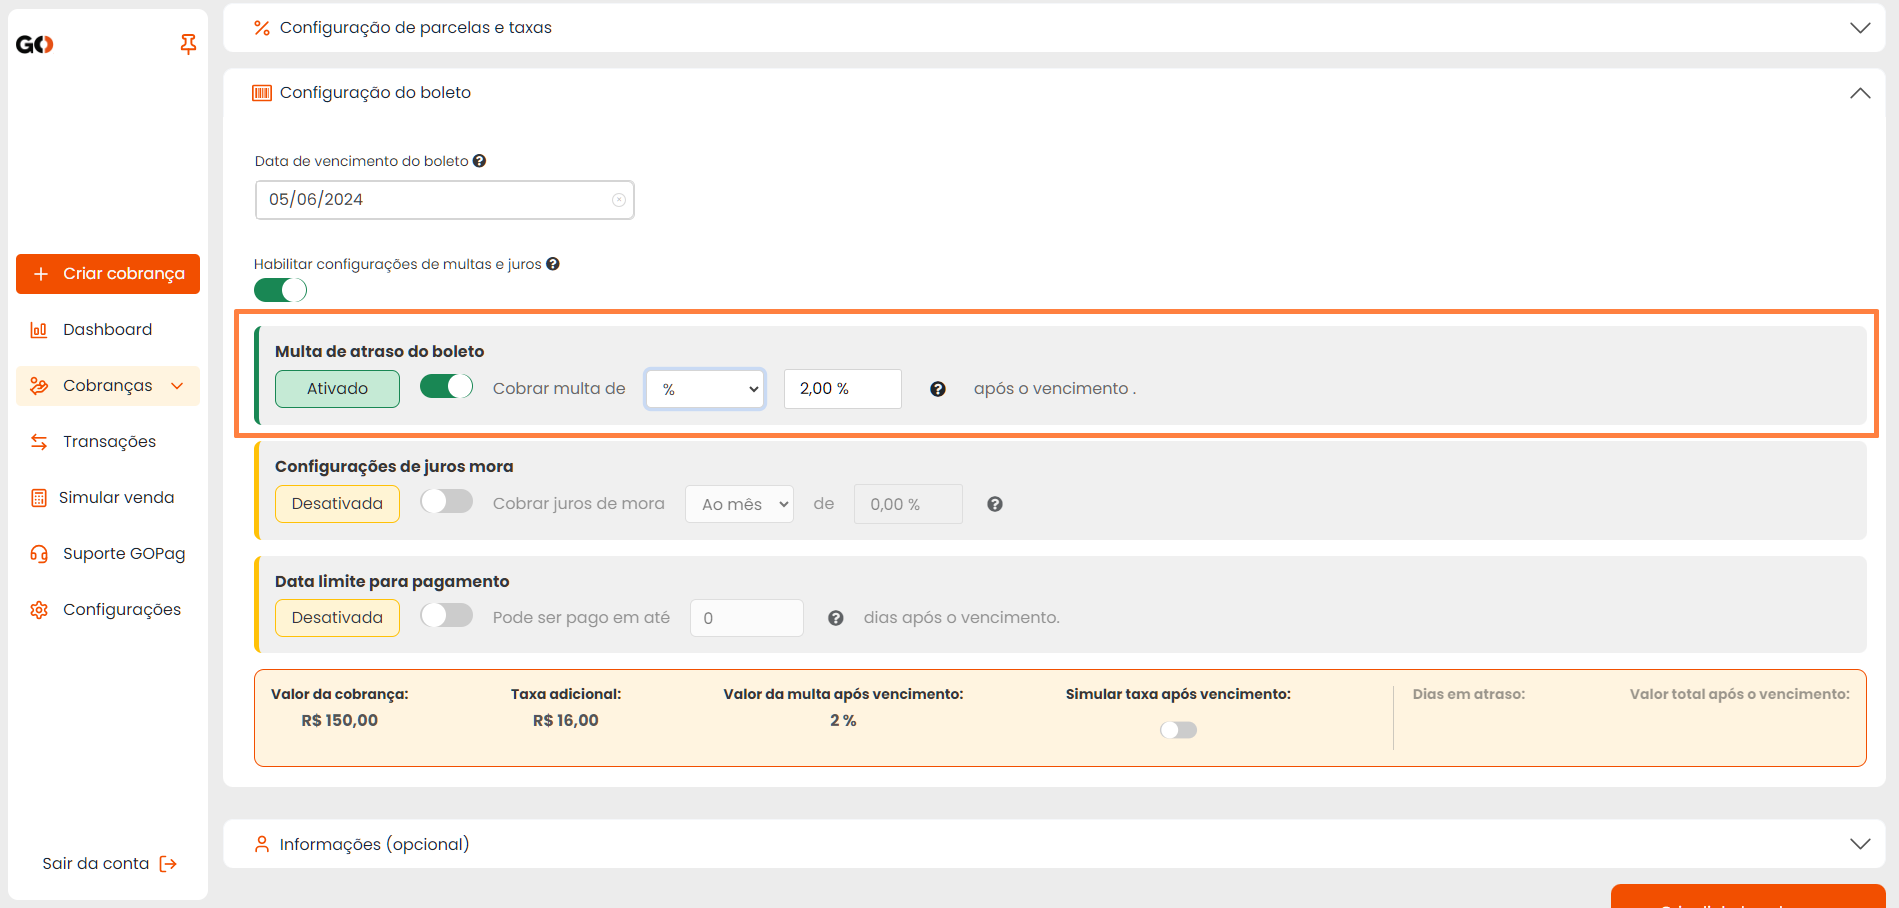 GO
Criar cobrança
Dashboard
Cobranças
Transações
Simular venda
Suporte GOPag
Configurações
Sair da conta
Configuração de parcelas e taxas
Configuração do boleto
Data de vencimento do boleto ?
05/06/2024
Habilitar configurações de multas e juros ?
Multa de atraso do boleto
Ativado Cobrar multa de % 2,00 % ? após o vencimento .
Configurações de juros mora
Desativada Cobrar juros de mora Ao mês de 0,00 % ?
Data limite para pagamento
Desativada Pode ser pago em até 0 ? dias após o vencimento.
Valor da cobrança: Taxa adicional: Valor da multa após vencimento: Simular taxa após vencimento: Dias em atraso: Valor total após o vencimento:
R$ 150,00 R$ 16,00 2 %
Informações (opcional)